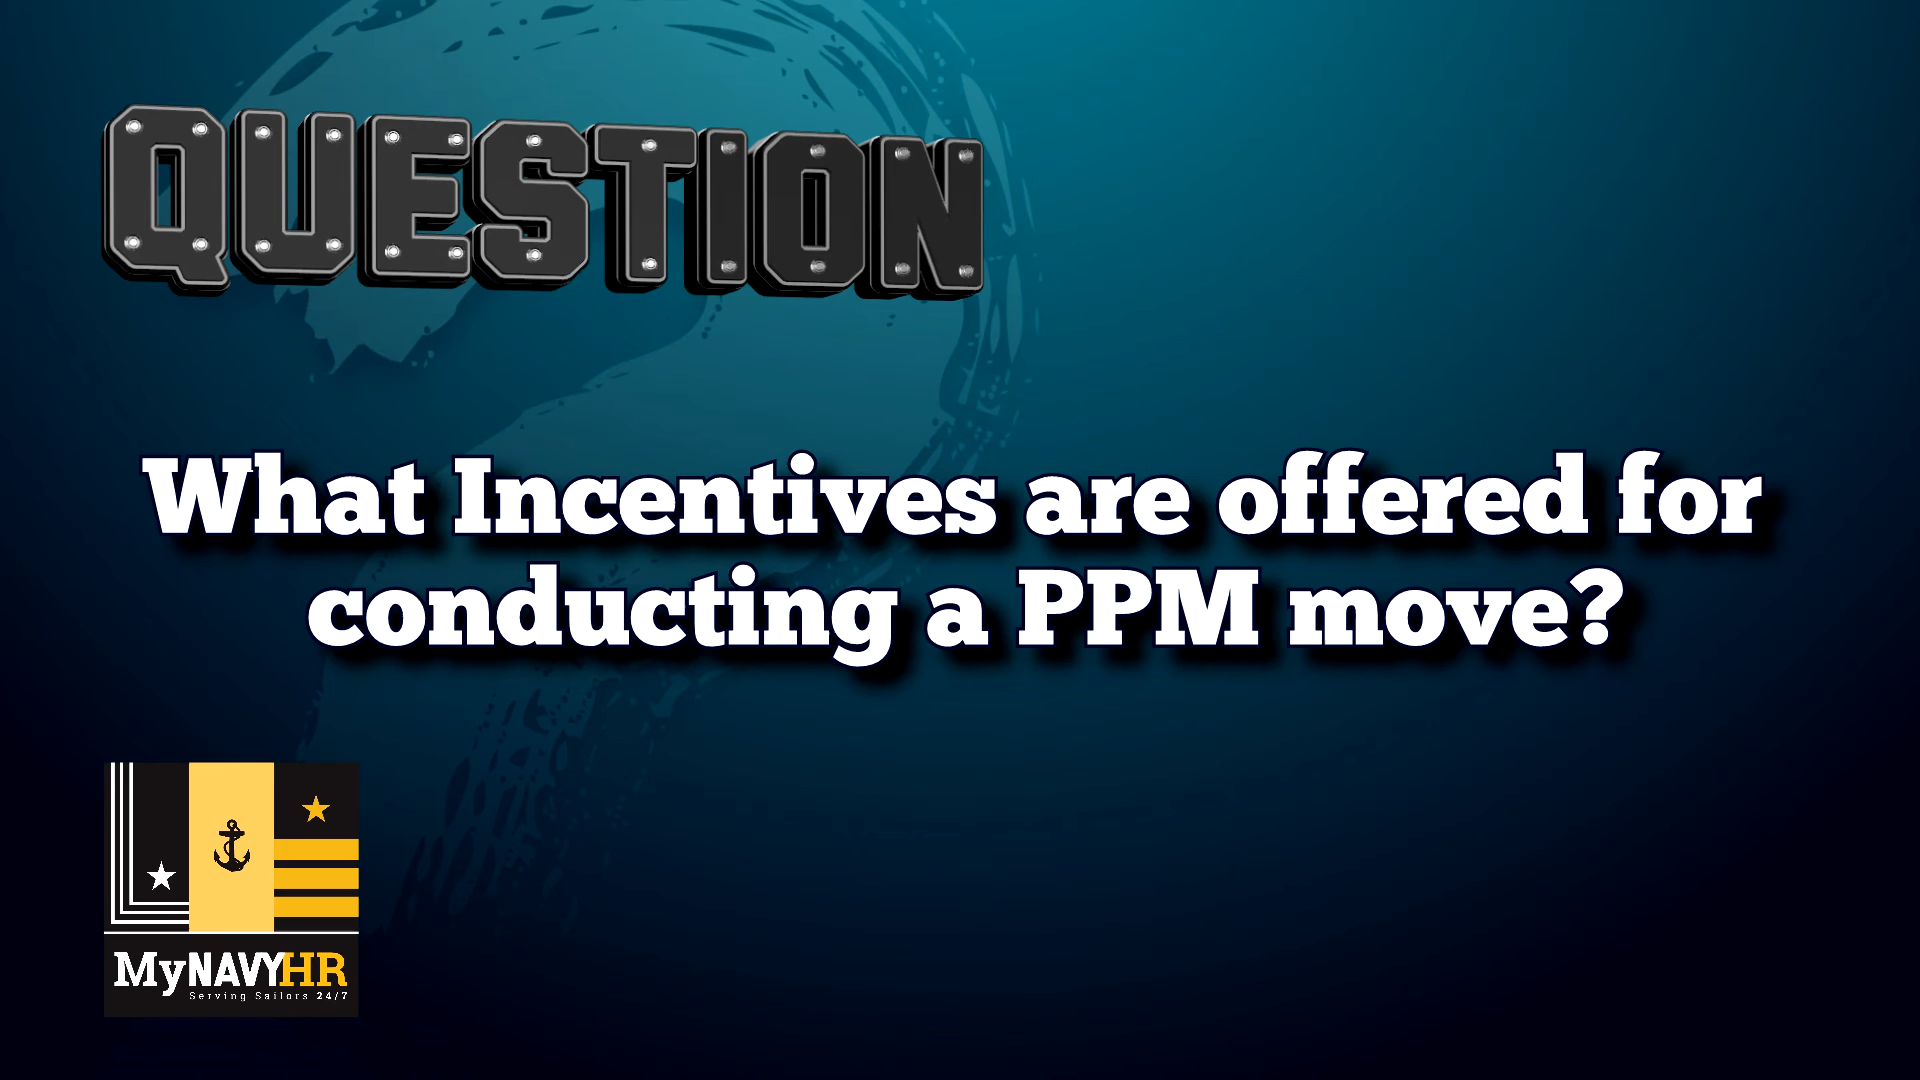 QUESTION
What Incentives are offered for
conducting a PPM move?
MyNAVYHR
Serving Sailors 24/7